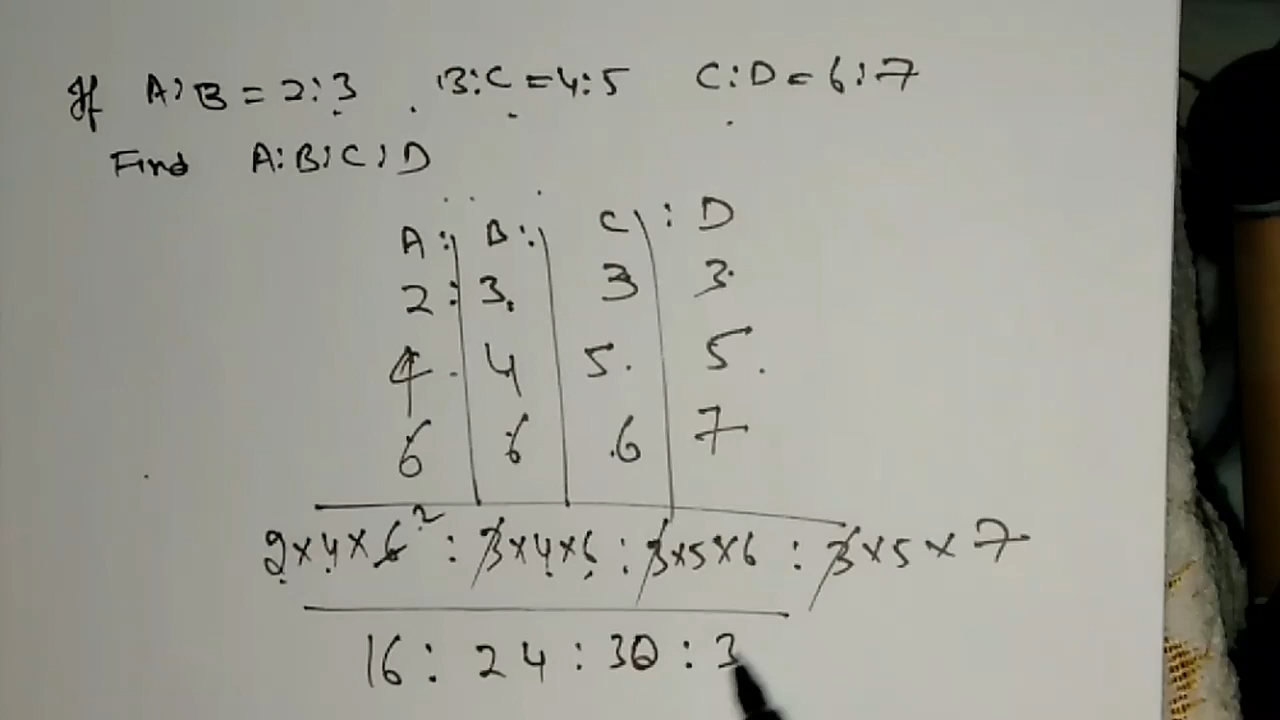 If A:B = 2:3 B:C = 4:5 C:D = 6:7
Find A:B:C:D
A : B : C : D
2 : 3 3 3
4 4 5 5
6 6 6 7
2×4×6² : 3×4×6 : 3×5×6 : 3×5×7
16 : 24 : 30 : 3